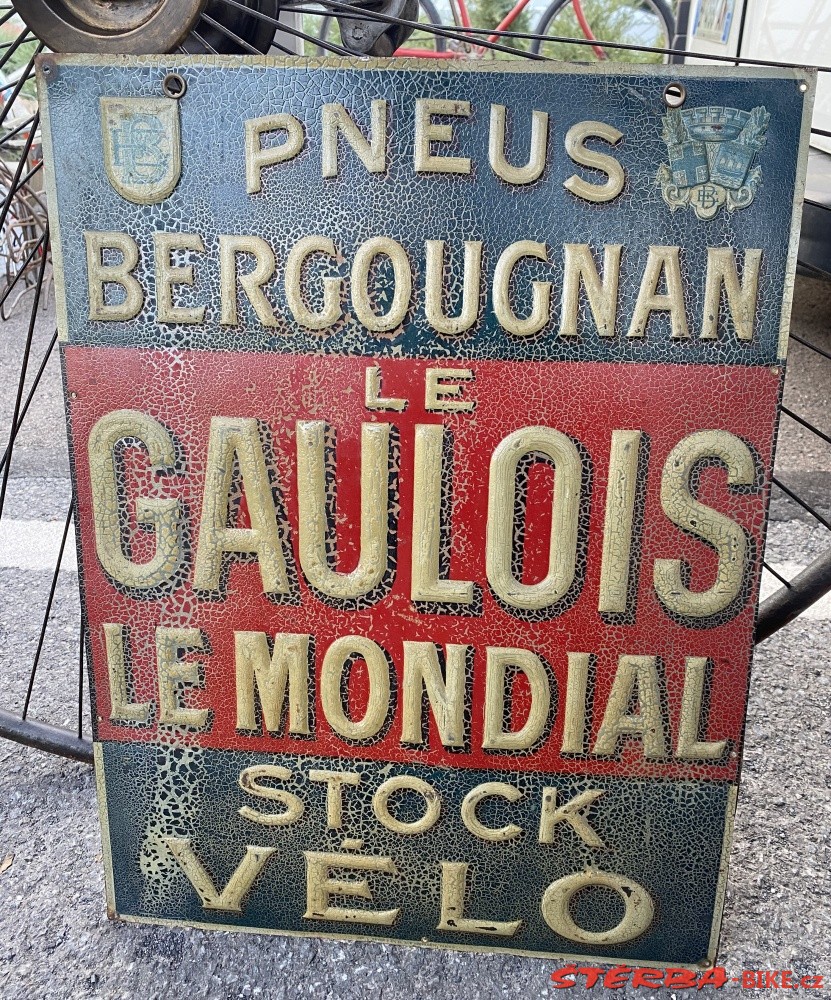 PNEUS
BERGOUGNAN
LE
GAULOIS
LE MONDIAL
STOCK
VÉLO
STERBA-BIKE.cz